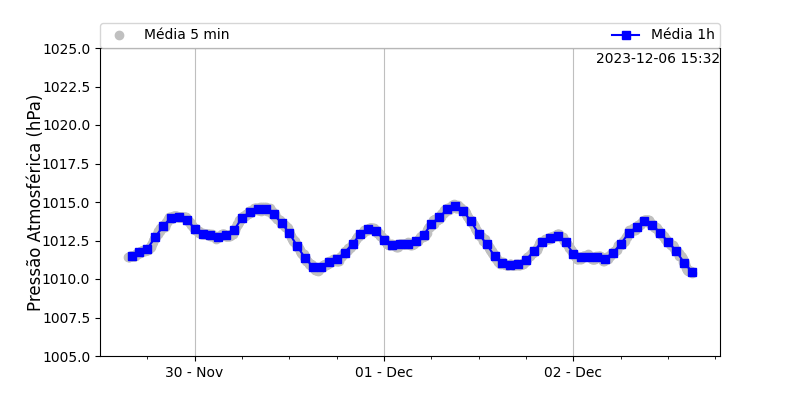 Média 5 min
Média 1h
2023-12-06 15:32
Pressão Atmosférica (hPa)
1025.0
1022.5
1020.0
1017.5
1015.0
1012.5
1010.0
1007.5
1005.0
30 - Nov
01 - Dec
02 - Dec